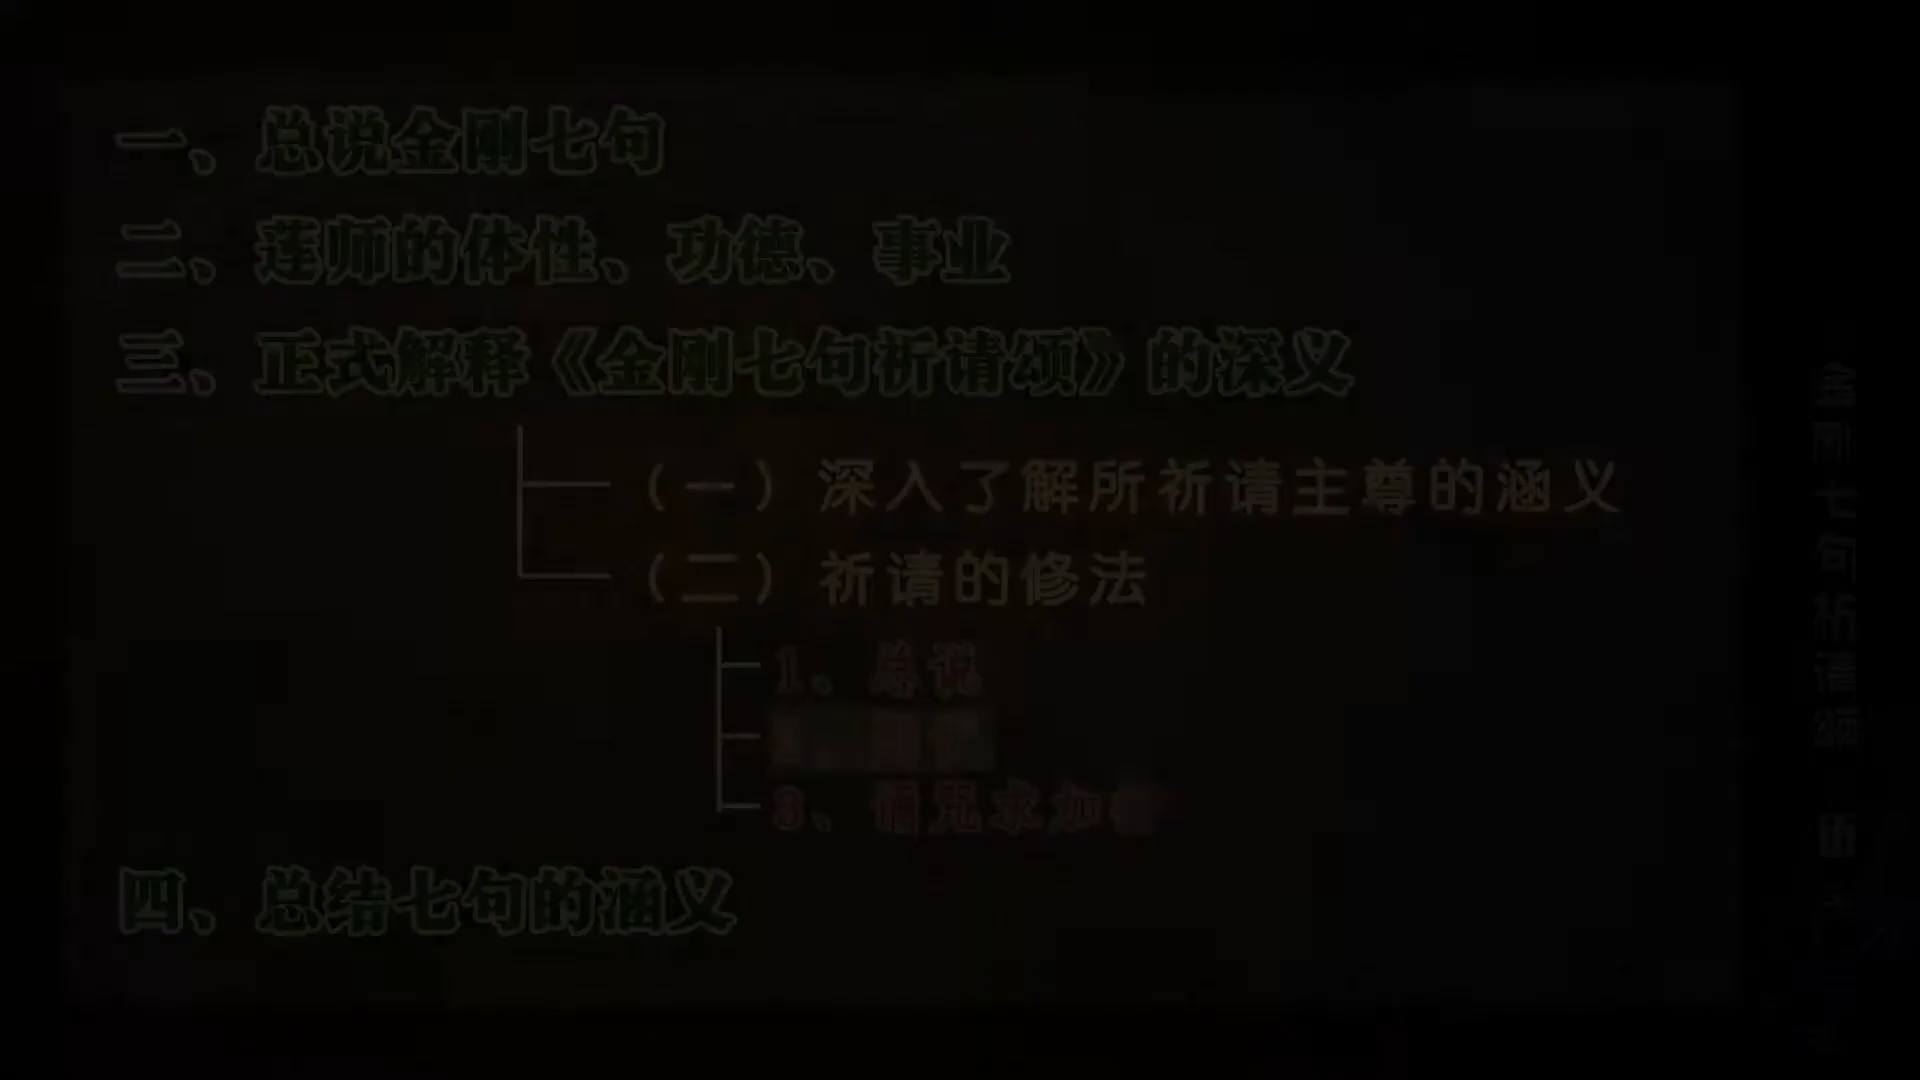 一、总说金刚七句
二、莲师的体性、功德、事业
三、正式解释《金刚七句祈请颂》的深义
（一）深入了解所祈请主尊的涵义
（二）祈请的修法
1、总说
3、诵咒求加持
四、总结七句的涵义
金刚七句祈请颂